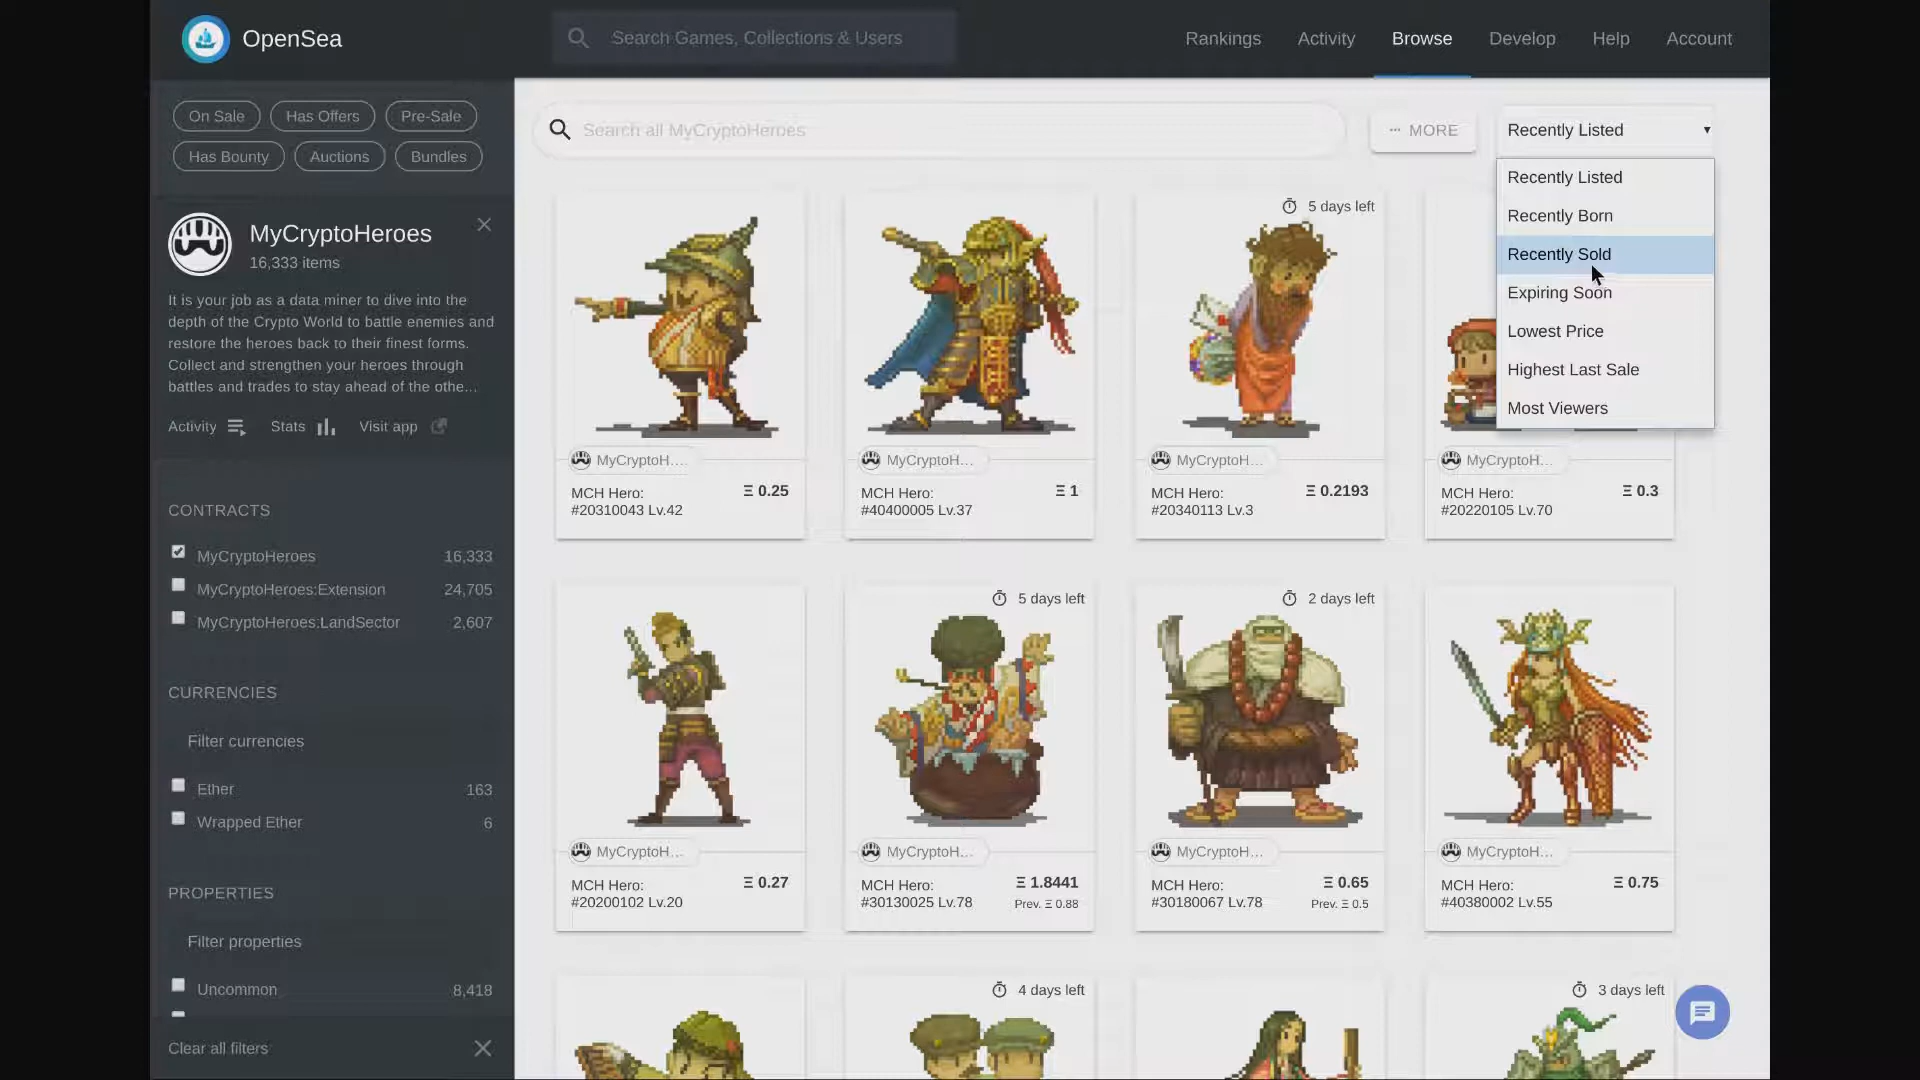 OpenSea
Search Games, Collections & Users
Rankings
Activity
Browse
Develop
Help
Account
On Sale
Has Offers
Pre-Sale
Has Bounty
Auctions
Bundles
MyCryptoHeroes
16,333 items
It is your job as a data miner to dive into the
depth of the Crypto World to battle enemies and
restore the heroes back to their finest forms.
Collect and strengthen your heroes through
battles and trades to stay ahead of the othe...
Activity
Stats
Visit app
CONTRACTS
MyCryptoHeroes 16,333
MyCryptoHeroes:Extension 24,705
MyCryptoHeroes:LandSector 2,607
CURRENCIES
Filter currencies
Ether 163
Wrapped Ether 6
PROPERTIES
Filter properties
Uncommon 8,418
Clear all filters
Search all MyCryptoHeroes
··· MORE
Recently Listed
Recently Listed
Recently Born
Recently Sold
Expiring Soon
Lowest Price
Highest Last Sale
Most Viewers
MyCryptoH...
MCH Hero: Ξ 0.25
#20310043 Lv.42
MyCryptoH...
MCH Hero: Ξ 1
#40400005 Lv.37
5 days left
MyCryptoH...
MCH Hero: Ξ 0.2193
#20340113 Lv.3
MyCryptoH...
MCH Hero: Ξ 0.3
#20220105 Lv.70
MyCryptoH...
MCH Hero: Ξ 0.27
#20200102 Lv.20
5 days left
MyCryptoH...
MCH Hero: Ξ 1.8441
#30130025 Lv.78 Prev. Ξ 0.88
2 days left
MyCryptoH...
MCH Hero: Ξ 0.65
#30180067 Lv.78 Prev. Ξ 0.5
MyCryptoH...
MCH Hero: Ξ 0.75
#40380002 Lv.55
4 days left
3 days left